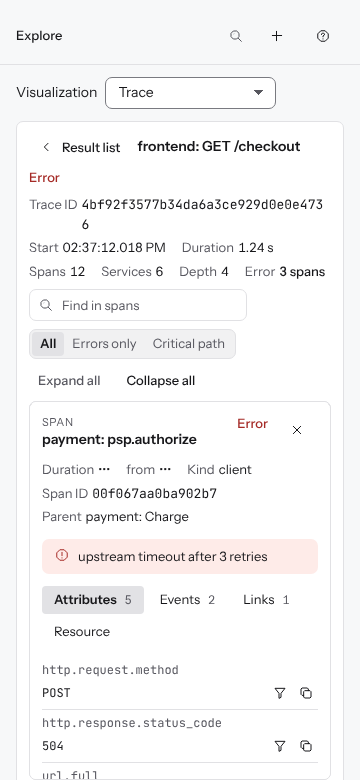 Explore
Visualization Trace
Result list frontend: GET /checkout
Error
Trace ID 4bf92f3577b34da6a3ce929d0e0e473
6
Start 02:37:12.018 PM Duration 1.24 s
Spans 12 Services 6 Depth 4 Error 3 spans
Find in spans
All Errors only Critical path
Expand all Collapse all
SPAN
Error
payment: psp.authorize
Duration ··· from ··· Kind client
Span ID 00f067aa0ba902b7
Parent payment: Charge
upstream timeout after 3 retries
Attributes 5 Events 2 Links 1
Resource
http.request.method
POST
http.response.status_code
504
url.full